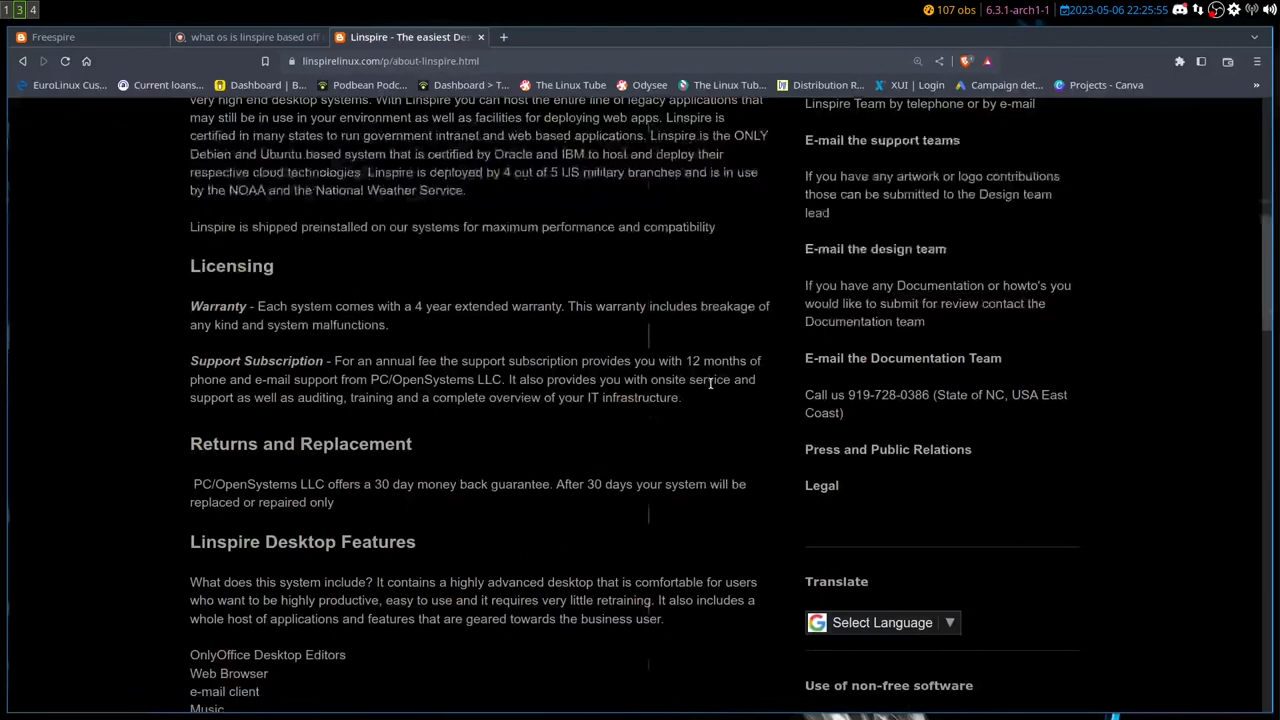 1 3 4
107 obs
6.3.1-arch1-1
2023-05-06 22:25:55
Freespire
what os is linspire based off
Linspire - The easiest Des
linspirelinux.com/p/about-linspire.html
EuroLinux Cus...
Current loans...
Dashboard | B...
Podbean Podc...
Dashboard > T...
The Linux Tube
Odysee
The Linux Tub...
Distribution R...
XUI | Login
Campaign det...
Projects - Canva
very high end desktop systems. With Linspire you can host the entire line of legacy applications that
may still be in use in your environment as well as facilities for deploying web apps. Linspire is
certified in many states to run government intranet and web based applications. Linspire is the ONLY
Debian and Ubuntu based system that is certified by Oracle and IBM to host and deploy their
respective cloud technologies. Linspire is deployed by 4 out of 5 US military branches and is in use
by the NOAA and the National Weather Service.
Linspire is shipped preinstalled on our systems for maximum performance and compatibility
Licensing
Warranty - Each system comes with a 4 year extended warranty. This warranty includes breakage of
any kind and system malfunctions.
Support Subscription - For an annual fee the support subscription provides you with 12 months of
phone and e-mail support from PC/OpenSystems LLC. It also provides you with onsite service and
support as well as auditing, training and a complete overview of your IT infrastructure.
Returns and Replacement
PC/OpenSystems LLC offers a 30 day money back guarantee. After 30 days your system will be
replaced or repaired only
Linspire Desktop Features
What does this system include? It contains a highly advanced desktop that is comfortable for users
who want to be highly productive, easy to use and it requires very little retraining. It also includes a
whole host of applications and features that are geared towards the business user.
OnlyOffice Desktop Editors
Web Browser
e-mail client
Music
Linspire Team by telephone or by e-mail
E-mail the support teams
If you have any artwork or logo contributions
those can be submitted to the Design team
lead
E-mail the design team
If you have any Documentation or howto's you
would like to submit for review contact the
Documentation team
E-mail the Documentation Team
Call us 919-728-0386 (State of NC, USA East
Coast)
Press and Public Relations
Legal
Translate
Select Language
Use of non-free software